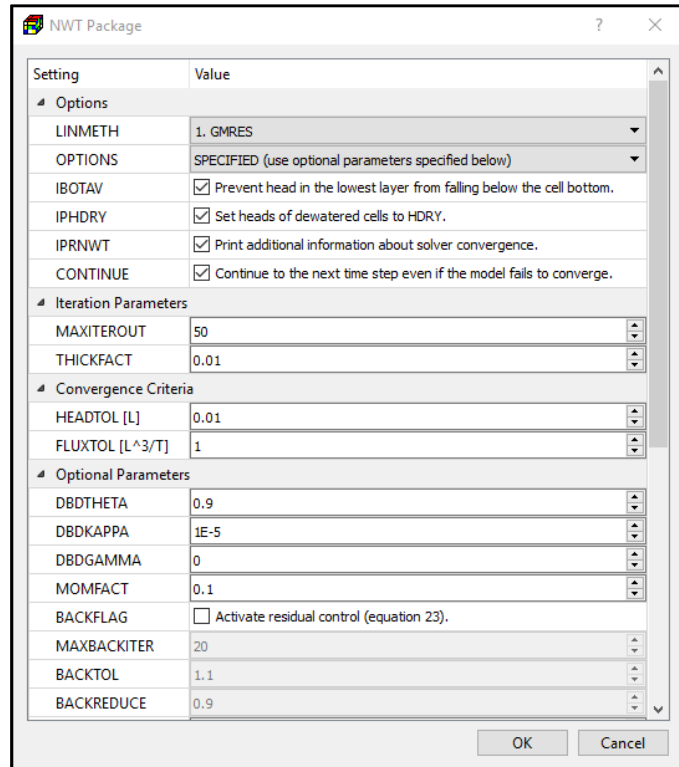 NWT Package
Setting Value
Options
LINMETH 1. GMRES
OPTIONS SPECIFIED (use optional parameters specified below)
IBOTAV Prevent head in the lowest layer from falling below the cell bottom.
IPHDRY Set heads of dewatered cells to HDRY.
IPRNWT Print additional information about solver convergence.
CONTINUE Continue to the next time step even if the model fails to converge.
Iteration Parameters
MAXITEROUT 50
THICKFACT 0.01
Convergence Criteria
HEADTOL [L] 0.01
FLUXTOL [L^3/T] 1
Optional Parameters
DBDTHETA 0.9
DBDKAPPA 1E-5
DBDGAMMA 0
MOMFACT 0.1
BACKFLAG Activate residual control (equation 23).
MAXBACKITER 20
BACKTOL 1.1
BACKREDUCE 0.9
OK Cancel